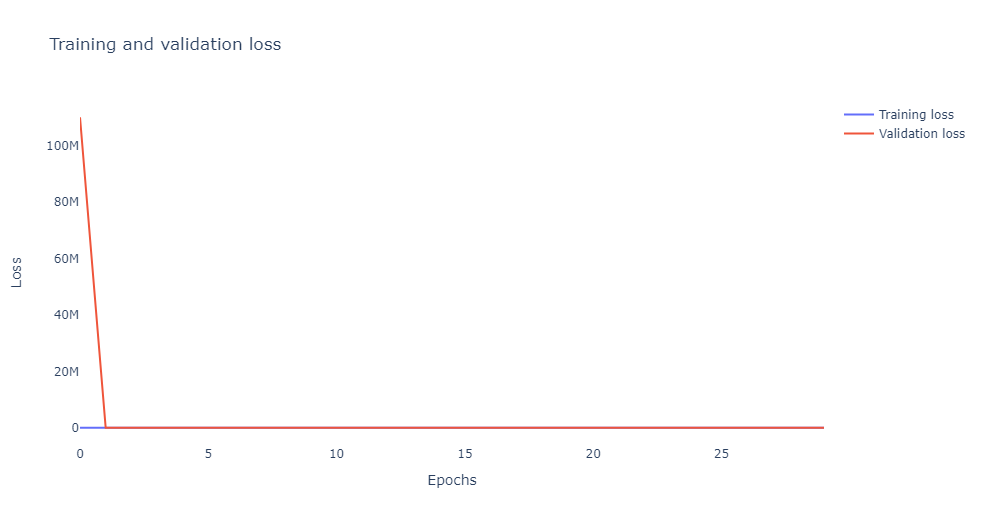 Training and validation loss
Training loss
Validation loss
100M
80M
60M
40M
20M
0
0 5 10 15 20 25
Epochs
Loss